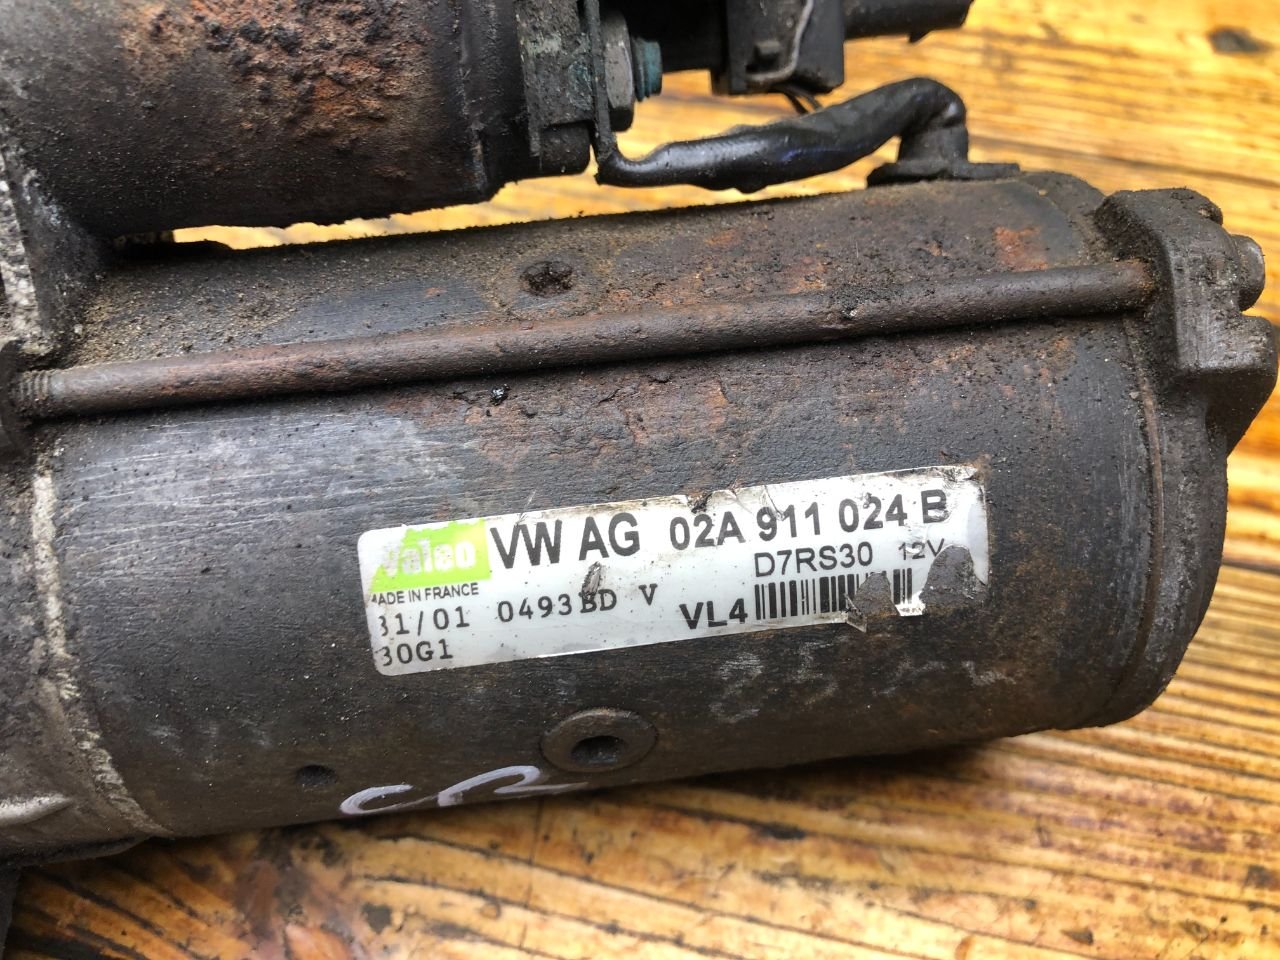 Valeo VW AG 02A 911 024 B
MADE IN FRANCE D7RS30 12V
31/01 0493BD V VL4
30G1